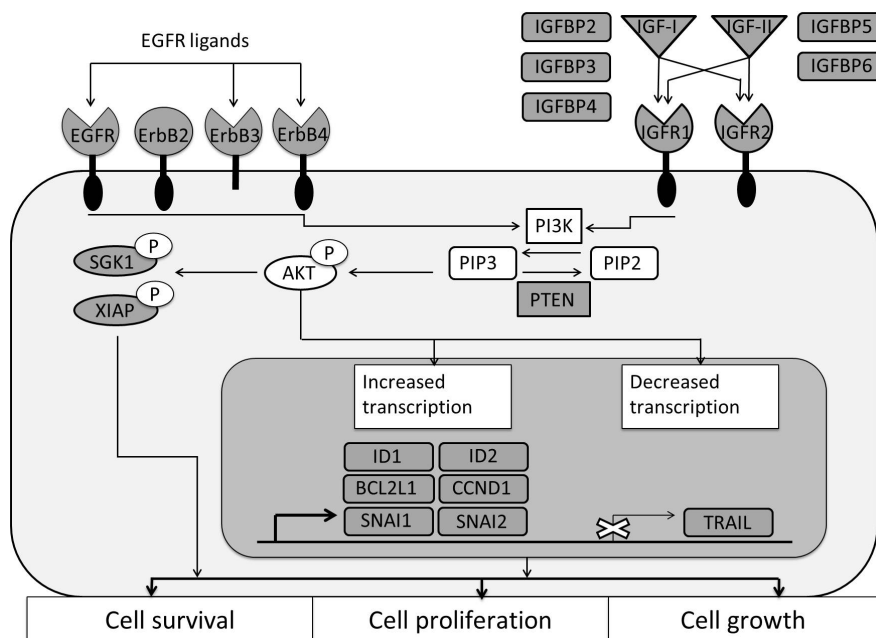 EGFR ligands
IGFBP2
IGF-I
IGF-II
IGFBP5
IGFBP3
IGFBP6
IGFBP4
EGFR
ErbB2
ErbB3
ErbB4
IGFR1
IGFR2
PI3K
P
SGK1
P
AKT
PIP3
PIP2
P
XIAP
PTEN
Increased
transcription
Decreased
transcription
ID1
ID2
BCL2L1
CCND1
SNAI1
SNAI2
TRAIL
Cell survival
Cell proliferation
Cell growth